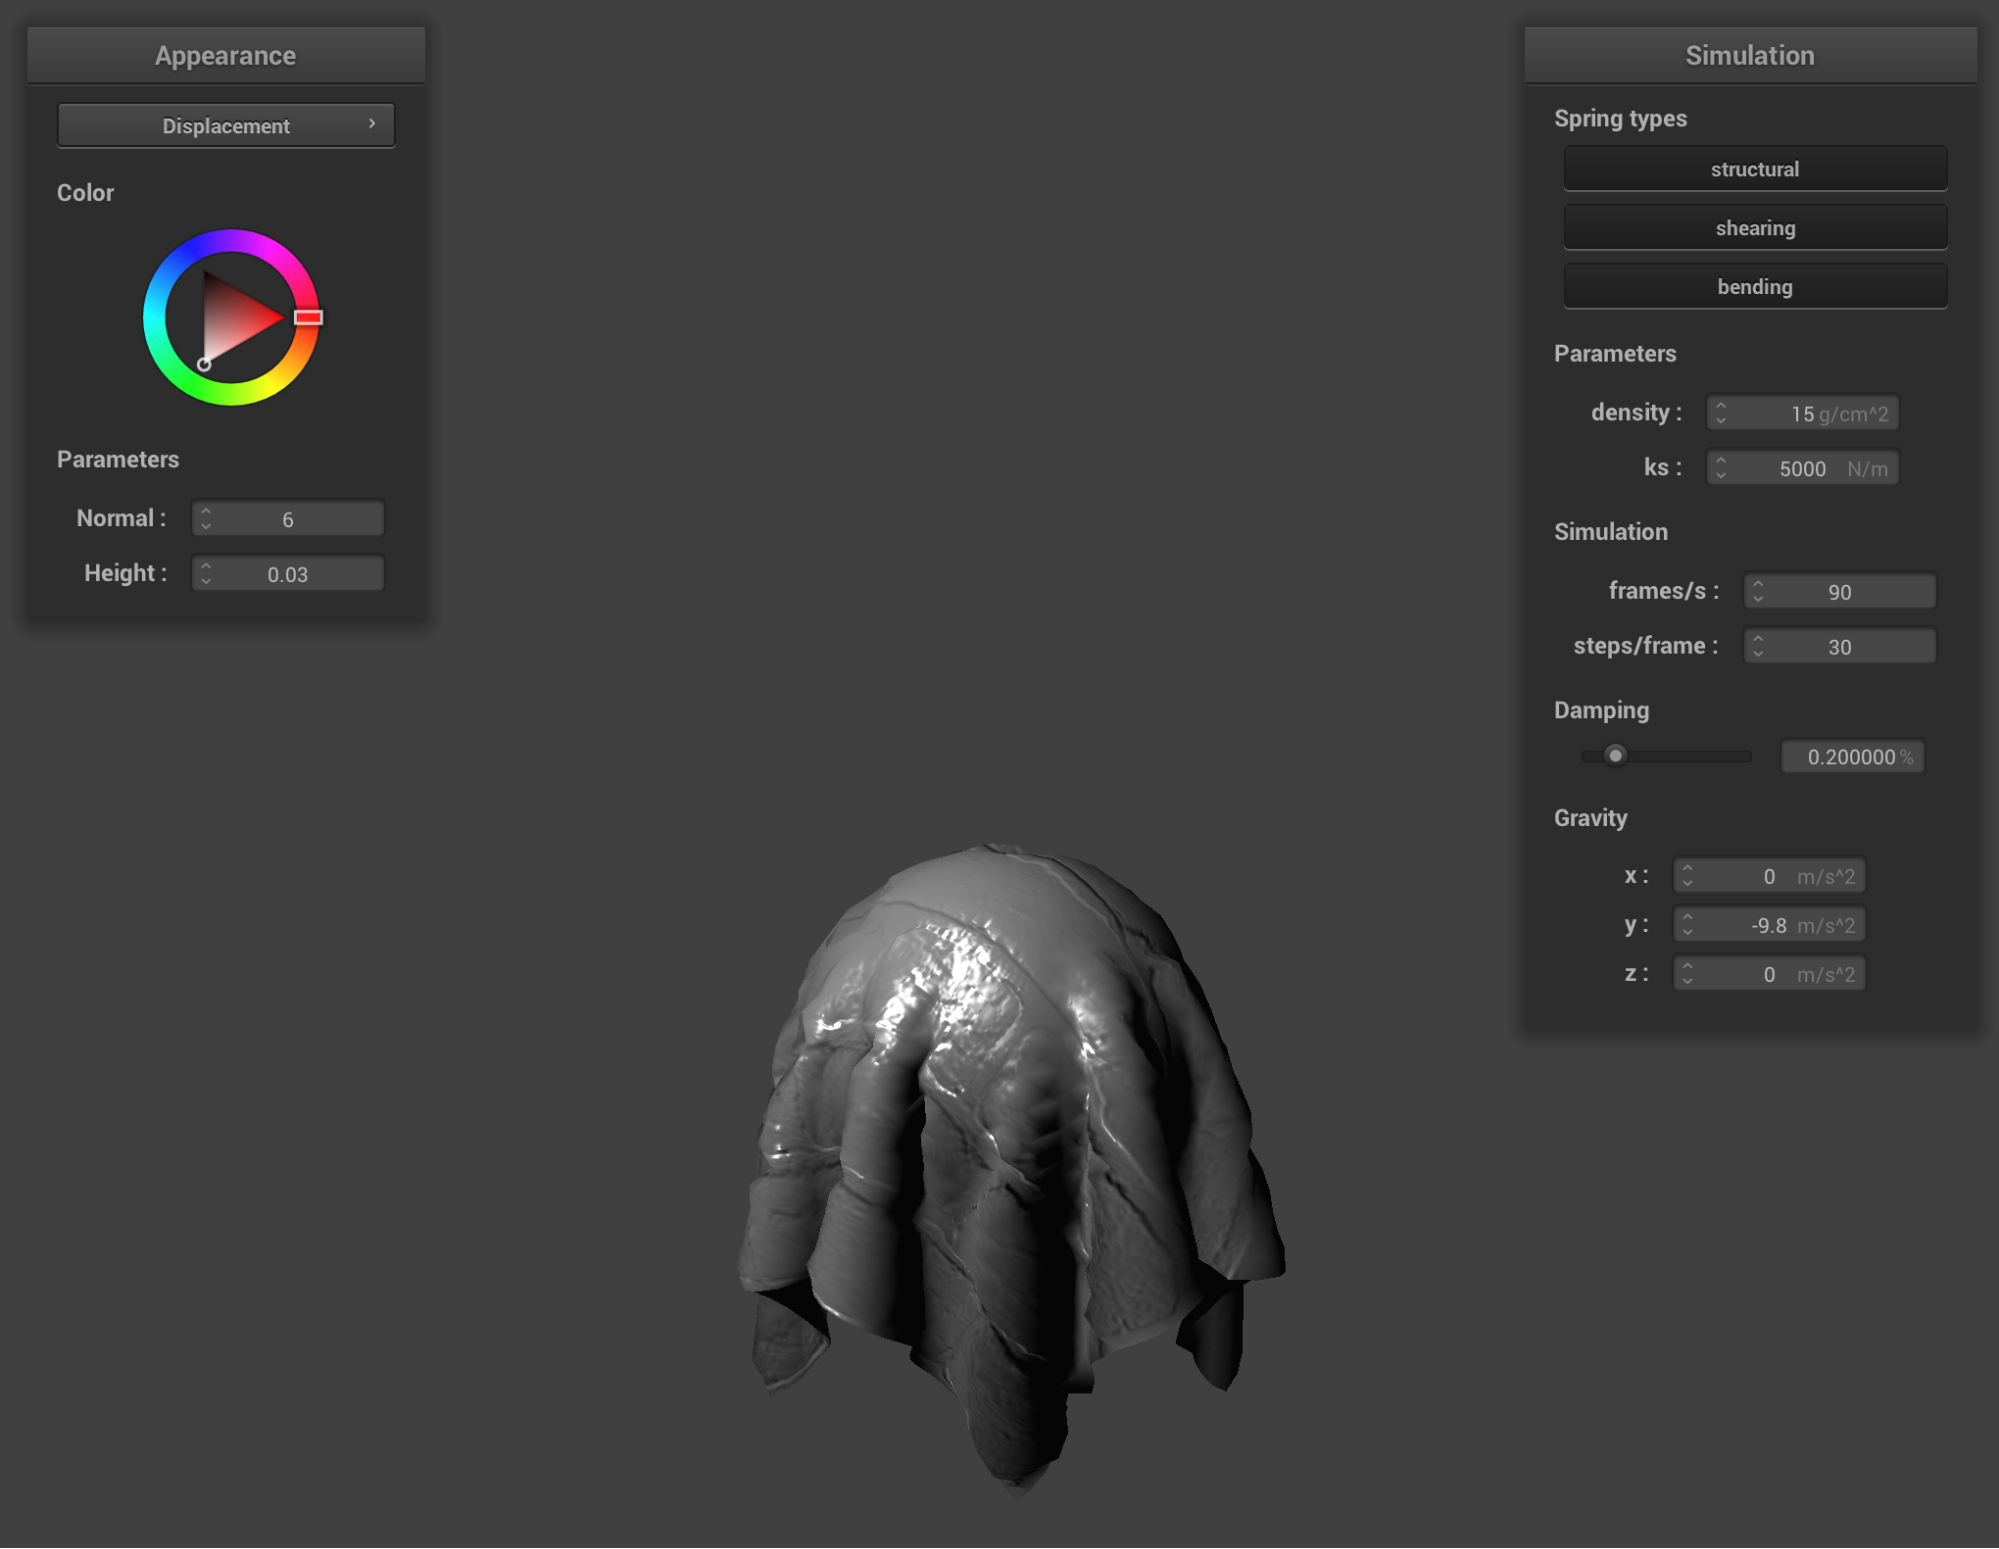 Appearance
Displacement
Color
Parameters
Normal : 6
Height : 0.03
Simulation
Spring types
structural
shearing
bending
Parameters
density : 15 g/cm^2
ks : 5000 N/m
Simulation
frames/s : 90
steps/frame : 30
Damping
0.200000 %
Gravity
x : 0 m/s^2
y : -9.8 m/s^2
z : 0 m/s^2